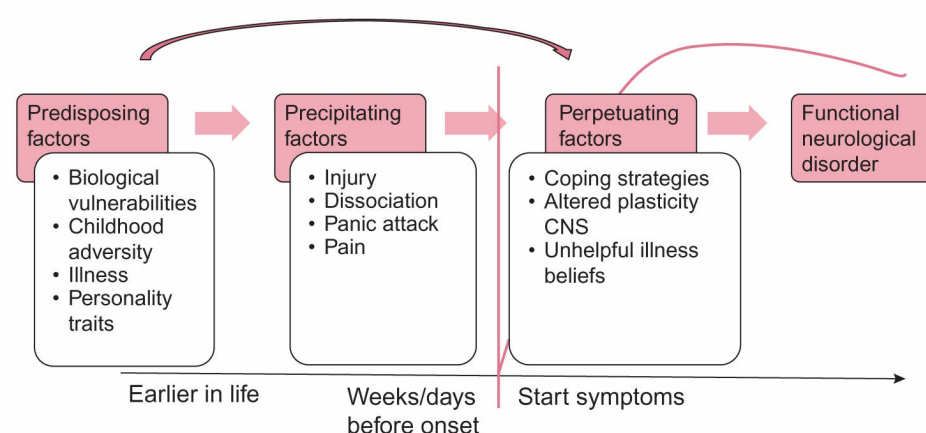 Predisposing
factors
• Biological
vulnerabilities
• Childhood
adversity
• Illness
• Personality
traits
Precipitating
factors
• Injury
• Dissociation
• Panic attack
• Pain
Perpetuating
factors
• Coping strategies
• Altered plasticity
CNS
• Unhelpful illness
beliefs
Functional
neurological
disorder
Earlier in life
Weeks/days
before onset
Start symptoms